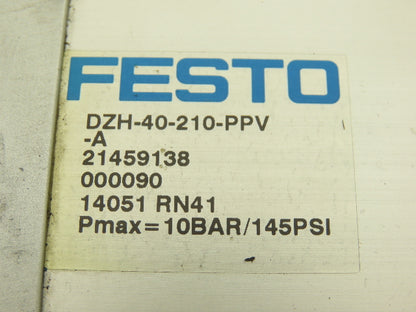 FESTO
DZH-40-210-PPV
-A
21459138
000090
14051 RN41
Pmax=10BAR/145PSI